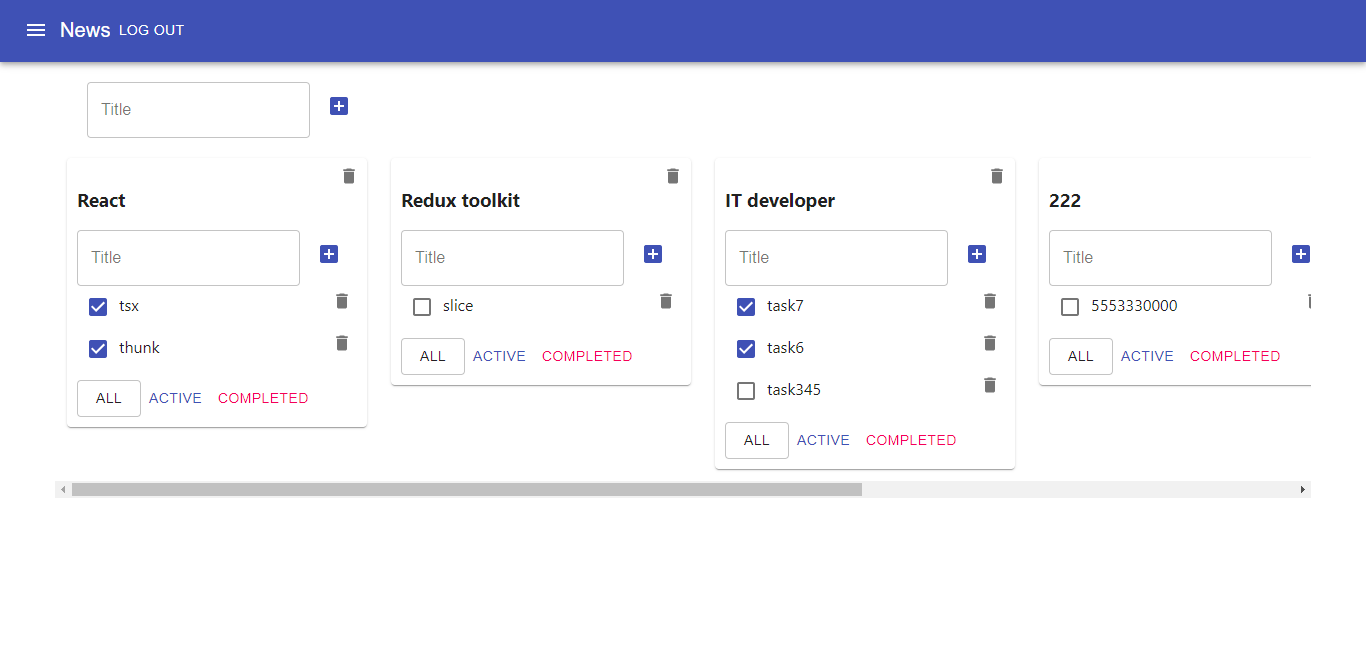 News LOG OUT
Title
React
Title
tsx
thunk
ALL ACTIVE COMPLETED
Redux toolkit
Title
slice
ALL ACTIVE COMPLETED
IT developer
Title
task7
task6
task345
ALL ACTIVE COMPLETED
222
Title
5553330000
ALL ACTIVE COMPLETED